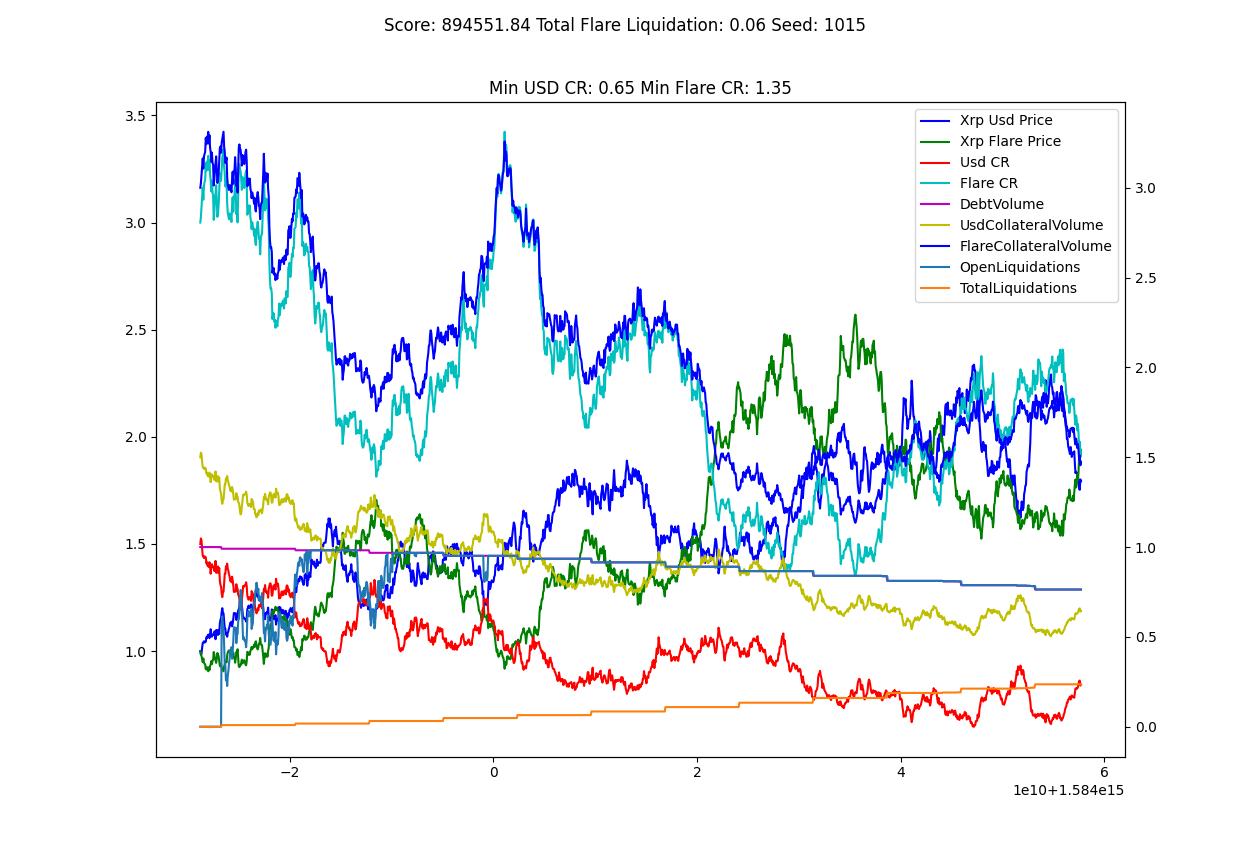 Score: 894551.84 Total Flare Liquidation: 0.06 Seed: 1015
Min USD CR: 0.65 Min Flare CR: 1.35
3.5
3.0
2.5
2.0
1.5
1.0
Xrp Usd Price
Xrp Flare Price
Usd CR
Flare CR
DebtVolume
UsdCollateralVolume
FlareCollateralVolume
OpenLiquidations
TotalLiquidations
3.0
2.5
2.0
1.5
1.0
0.5
0.0
−2 0 2 4 6
1e10+1.584e15